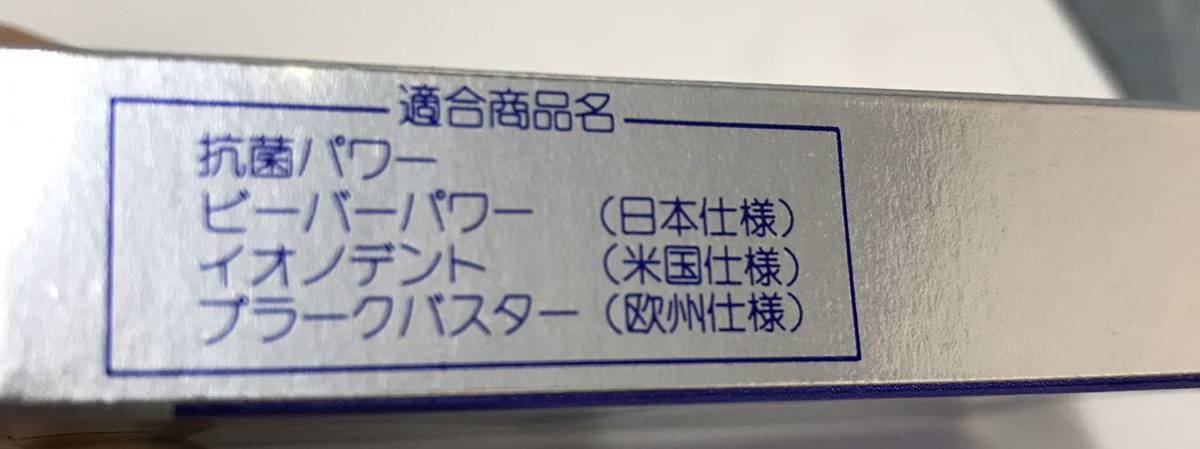 適合商品名
抗菌パワー
ビーバーパワー （日本仕様）
イオノデント （米国仕様）
プラークバスター （欧州仕様）